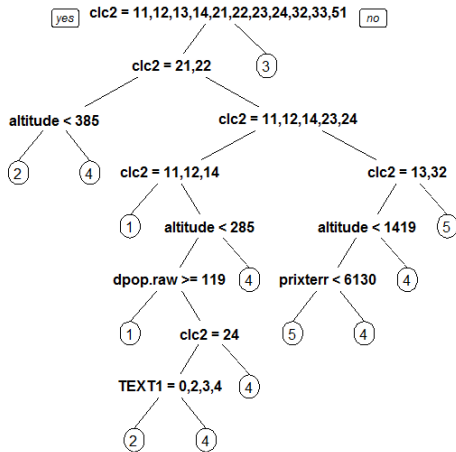 yes clc2 = 11,12,13,14,21,22,23,24,32,33,51 no
clc2 = 21,22 3
altitude < 385 clc2 = 11,12,14,23,24
2 4 clc2 = 11,12,14 clc2 = 13,32
1 altitude < 285 altitude < 1419 5
dpop.raw >= 119 4 prixterr < 6130 4
1 clc2 = 24 5 4
TEXT1 = 0,2,3,4 4
2 4